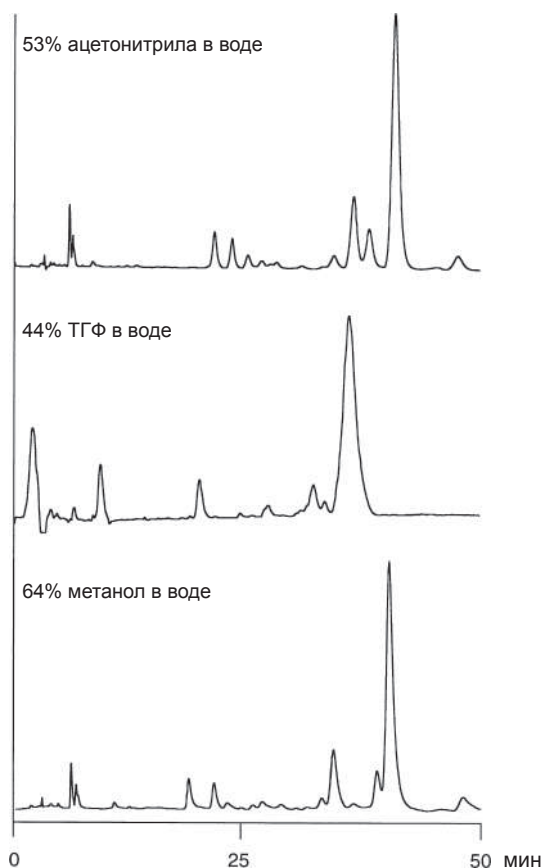 53% ацетонитрила в воде
44% ТГФ в воде
64% метанол в воде
0 25 50 мин